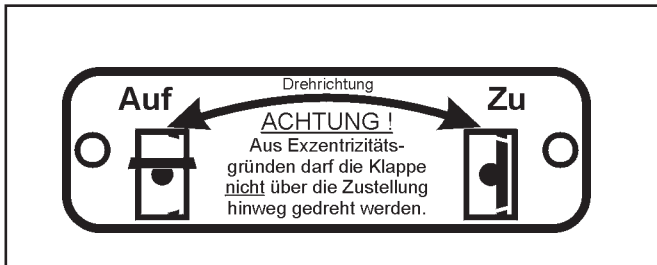 Drehrichtung
Auf
Zu
ACHTUNG !
Aus Exzentrizitäts-
gründen darf die Klappe
nicht über die Zustellung
hinweg gedreht werden.